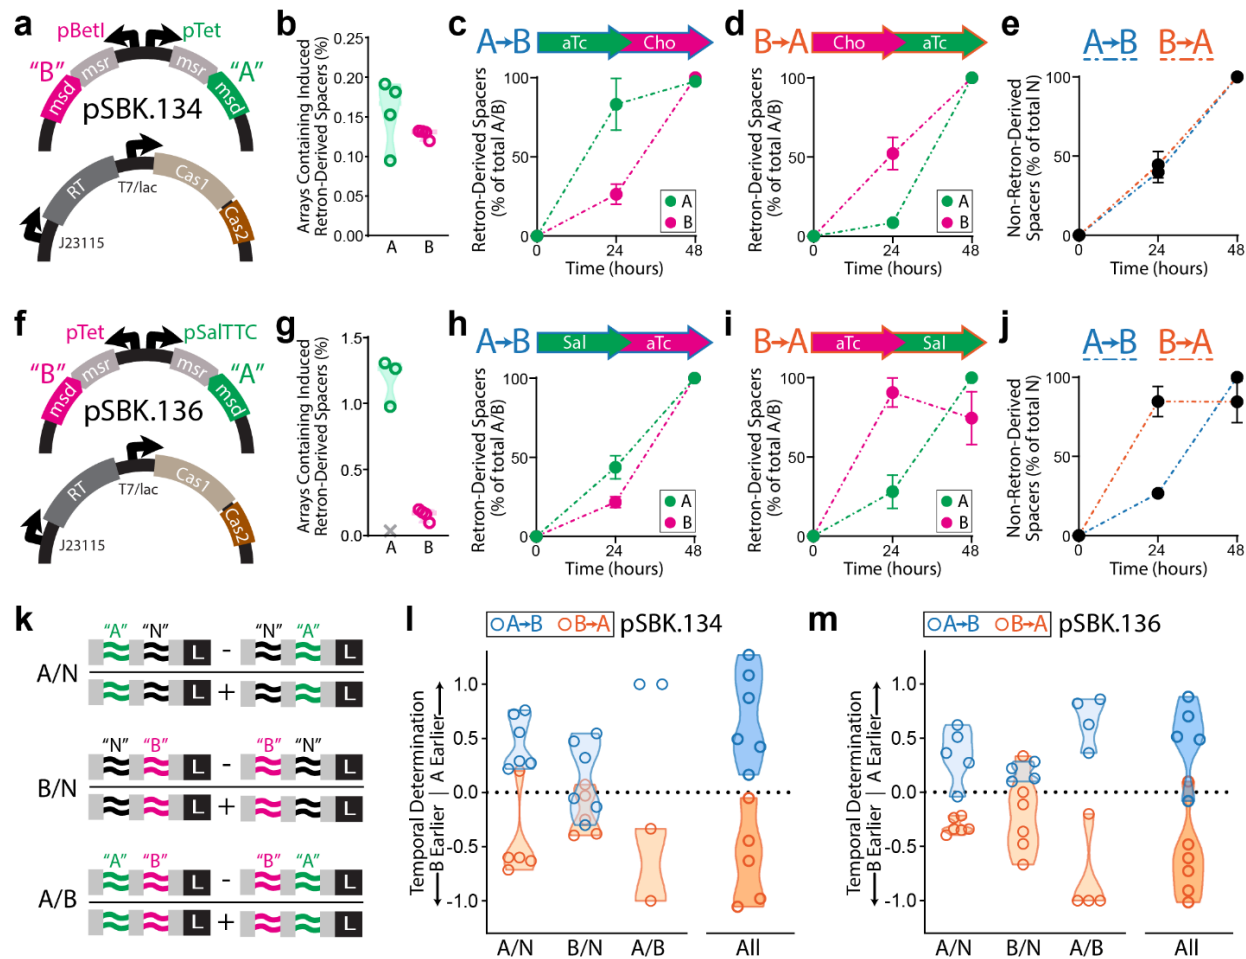 a
pBetI
pTet
"B"
msr
msr
"A"
msd
msd
pSBK.134
RT
T7/lac
Cas1
Cas2
J23115
b
Arrays Containing Induced
Retron-Derived Spacers (%)
0.25
0.20
0.15
0.10
0.05
0.00
A
B
c
A→B
aTc
Cho
Retron-Derived Spacers
(% of total A/B)
100
50
0
0
24
48
Time (hours)
A
B
d
B→A
Cho
aTc
Retron-Derived Spacers
(% of total A/B)
100
50
0
0
24
48
Time (hours)
A
B
e
A→B
B→A
Non-Retron-Derived
Spacers (% of total N)
100
50
0
0
24
48
Time (hours)
f
pTet
pSalTTC
"B"
msr
msr
"A"
msd
msd
pSBK.136
RT
T7/lac
Cas1
Cas2
J23115
g
Arrays Containing Induced
Retron-Derived Spacers (%)
1.5
1.0
0.5
0.0
A
B
h
A→B
Sal
aTc
Retron-Derived Spacers
(% of total A/B)
100
50
0
0
24
48
Time (hours)
A
B
i
B→A
aTc
Sal
Retron-Derived Spacers
(% of total A/B)
100
50
0
0
24
48
Time (hours)
A
B
j
A→B
B→A
Non-Retron-Derived
Spacers (% of total N)
100
50
0
0
24
48
Time (hours)
k
A/N
"A" "N" "N" "A"
L - L
L + L
B/N
"N" "B" "B" "N"
L - L
L + L
A/B
"A" "B" "B" "A"
L - L
L + L
l
A→B B→A
pSBK.134
Temporal Determination
B Earlier | A Earlier
1.0
0.5
0.0
-0.5
-1.0
A/N
B/N
A/B
All
m
A→B B→A
pSBK.136
Temporal Determination
B Earlier | A Earlier
1.0
0.5
0.0
-0.5
-1.0
A/N
B/N
A/B
All